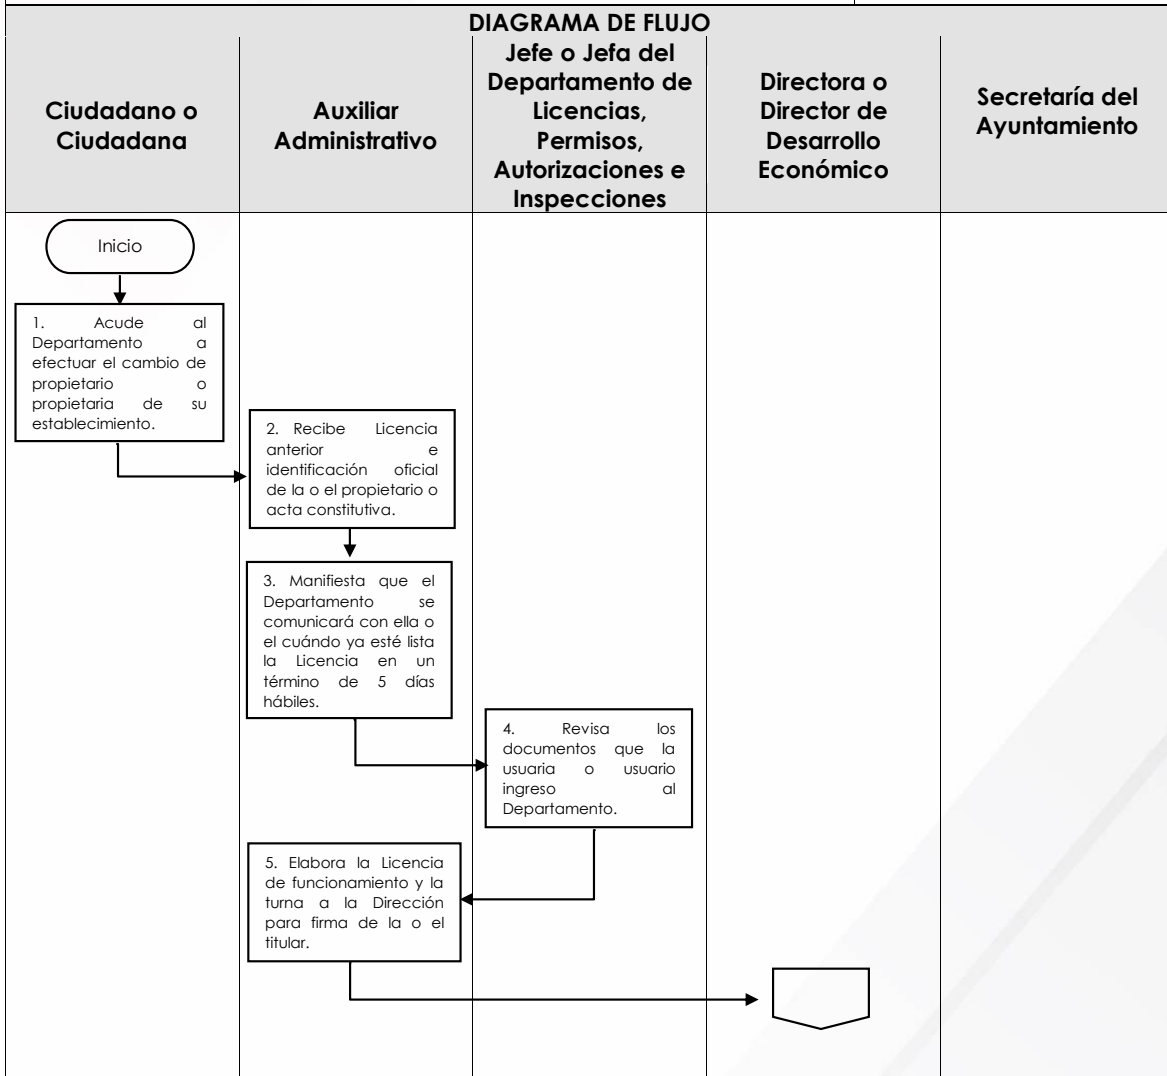 DIAGRAMA DE FLUJO
Ciudadano o
Ciudadana
Auxiliar
Administrativo
Jefe o Jefa del
Departamento de
Licencias,
Permisos,
Autorizaciones e
Inspecciones
Directora o
Director de
Desarrollo
Económico
Secretaría del
Ayuntamiento
Inicio
1. Acude al
Departamento a
efectuar el cambio de
propietario o
propietaria de su
establecimiento.
2. Recibe Licencia
anterior e
identificación oficial
de la o el propietario o
acta constitutiva.
3. Manifiesta que el
Departamento se
comunicará con ella o
el cuándo ya esté lista
la Licencia en un
término de 5 días
hábiles.
4. Revisa los
documentos que la
usuaria o usuario
ingreso al
Departamento.
5. Elabora la Licencia
de funcionamiento y la
turna a la Dirección
para firma de la o el
titular.